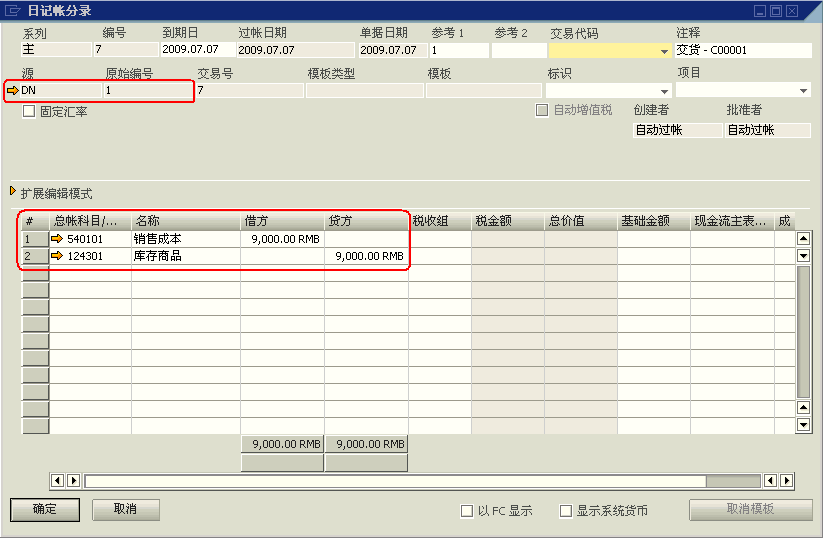 日记帐分录
系列 编号 到期日 过帐日期 单据日期 参考 1 参考 2 交易代码 注释
主 7 2009.07.07 2009.07.07 2009.07.07 1 交货 - C00001
源 原始编号 交易号 模板类型 模板 标识 项目
DN 1 7
固定汇率 自动增值税 创建者 批准者
自动过帐 自动过帐
扩展编辑模式
# 总帐科目/... 名称 借方 贷方 税收组 税金额 总价值 基础金额 现金流主表... 成
1 540101 销售成本 9,000.00 RMB
2 124301 库存商品 9,000.00 RMB
9,000.00 RMB 9,000.00 RMB
确定 取消 以 FC 显示 显示系统货币 取消模板